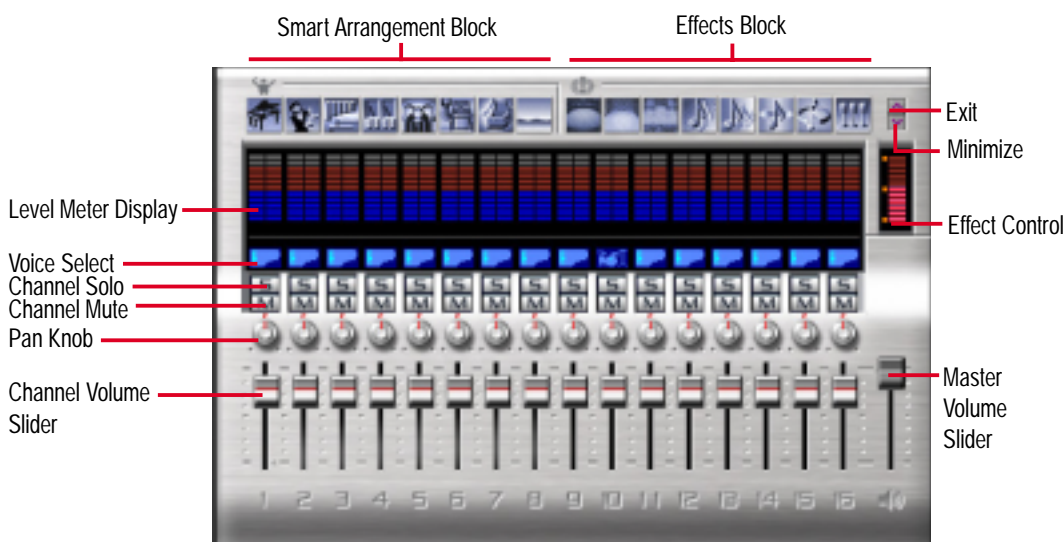 Smart Arrangement Block
Effects Block
Exit
Minimize
Level Meter Display
Effect Control
Voice Select
Channel Solo
S S S S S S S S S S S S S S S S
Channel Mute
M M M M M M M M M M M M M M M M
Pan Knob
Channel Volume
Slider
Master
Volume
Slider
1 2 3 4 5 6 7 8 9 10 11 12 13 14 15 16